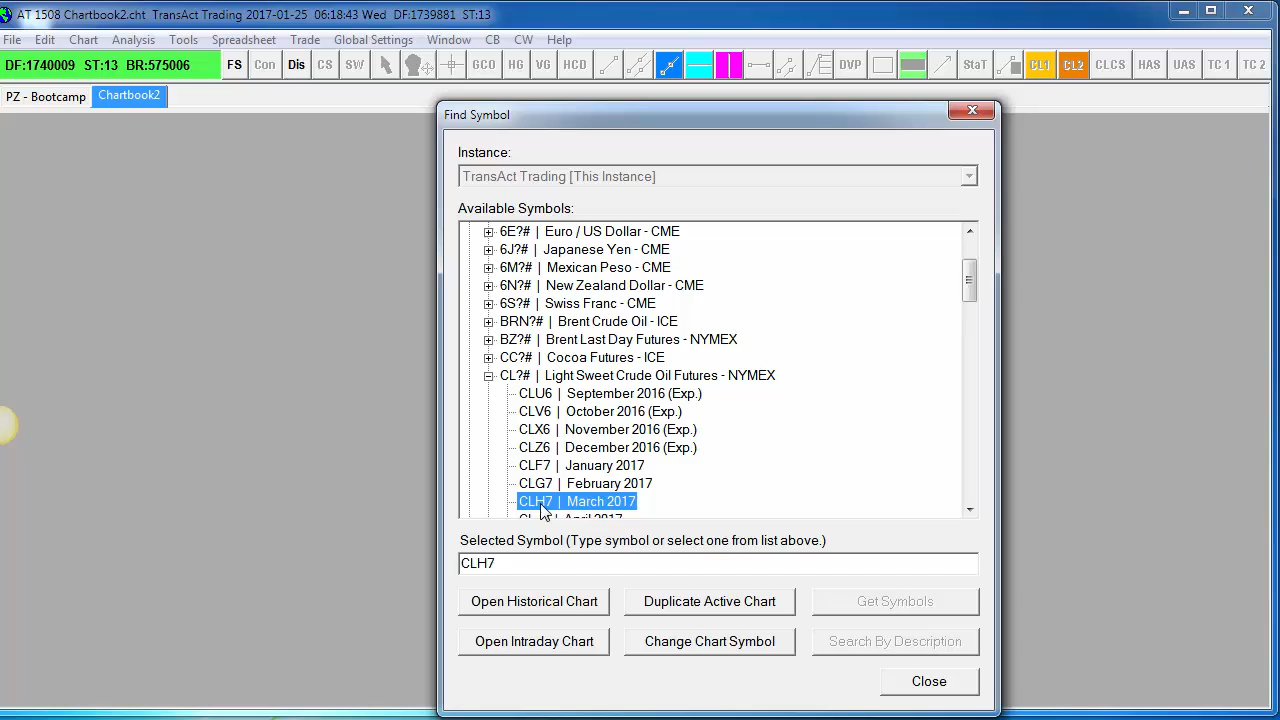 AT 1508 Chartbook2.cht TransAct Trading 2017-01-25 06:18:43 Wed DF:1739881 ST:13
File Edit Chart Analysis Tools Spreadsheet Trade Global Settings Window CB CW Help
DF:1740009 ST:13 BR:575006 FS Con Dis CS GCO HG VG HCO DVP StaT CL1 CL2 CLCS HAS UAS TC 1 TC 2
PZ - Bootcamp Chartbook2
Find Symbol
Instance:
TransAct Trading [This Instance]
Available Symbols:
6E?# | Euro / US Dollar - CME
6J?# | Japanese Yen - CME
6M?# | Mexican Peso - CME
6N?# | New Zealand Dollar - CME
6S?# | Swiss Franc - CME
BRN?# | Brent Crude Oil - ICE
BZ?# | Brent Last Day Futures - NYMEX
CC?# | Cocoa Futures - ICE
CL?# | Light Sweet Crude Oil Futures - NYMEX
CLU6 | September 2016 (Exp.)
CLV6 | October 2016 (Exp.)
CLX6 | November 2016 (Exp.)
CLZ6 | December 2016 (Exp.)
CLF7 | January 2017
CLG7 | February 2017
CLH7 | March 2017
April 2017
Selected Symbol (Type symbol or select one from list above.)
CLH7
Open Historical Chart Duplicate Active Chart Get Symbols
Open Intraday Chart Change Chart Symbol Search By Description
Close